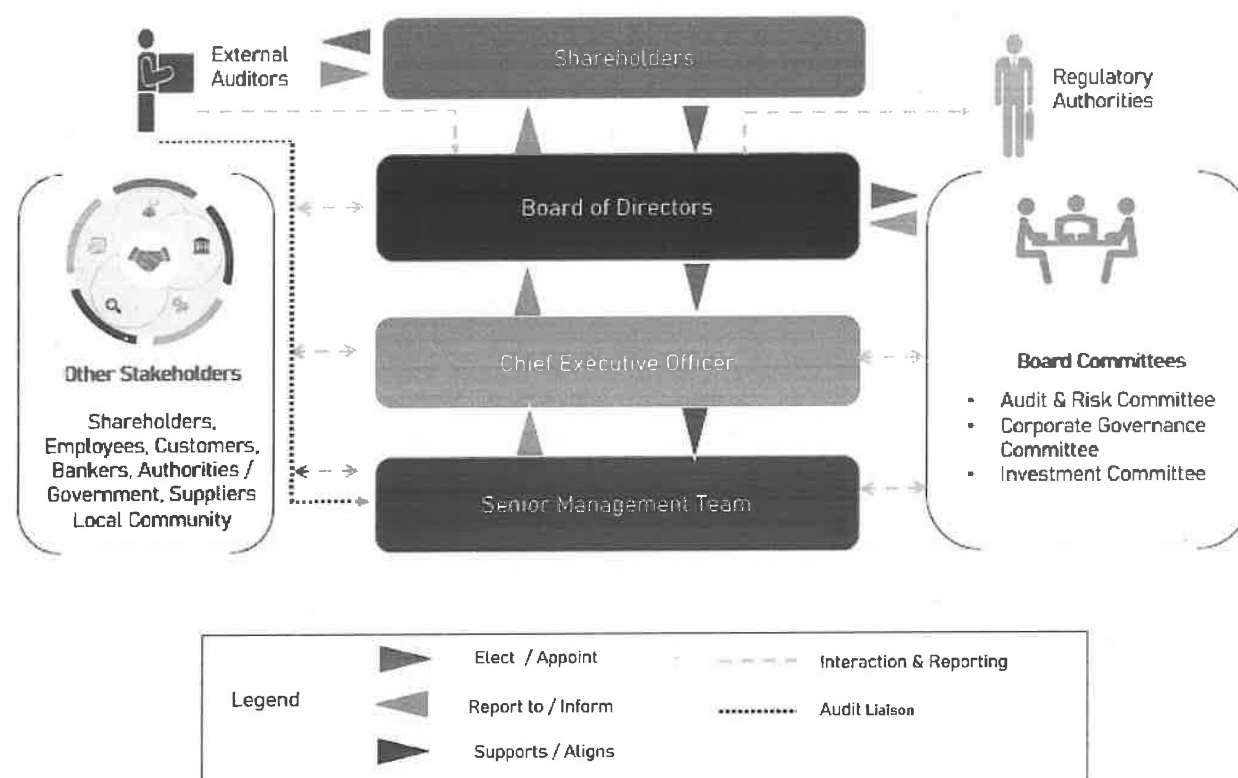 External
Auditors
Shareholders
Regulatory
Authorities
Board of Directors
Chief Executive Officer
Senior Management Team
Other Stakeholders
Shareholders,
Employees, Customers,
Bankers, Authorities /
Government, Suppliers
Local Community
Board Committees
• Audit & Risk Committee
• Corporate Governance
Committee
• Investment Committee
Legend
Elect / Appoint
Report to / Inform
Supports / Aligns
Interaction & Reporting
Audit Liaison